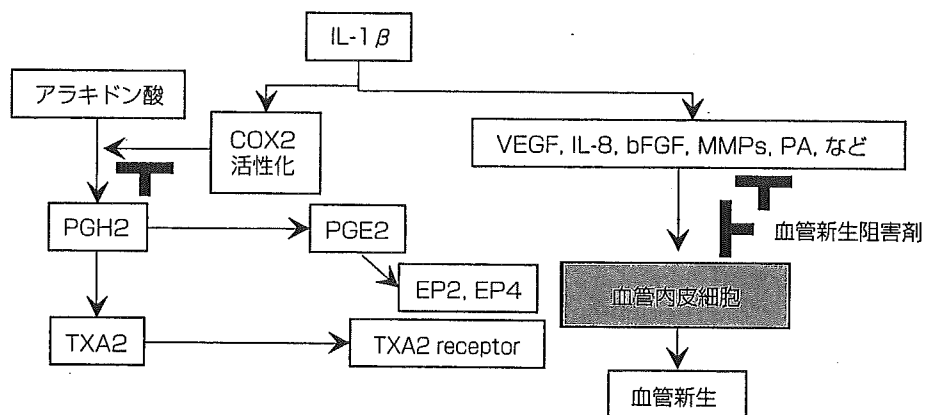 IL-1β
アラキドン酸
COX2
活性化
VEGF, IL-8, bFGF, MMPs, PA, など
PGH2
PGE2
血管新生阻害剤
EP2, EP4
血管内皮細胞
TXA2
TXA2 receptor
血管新生